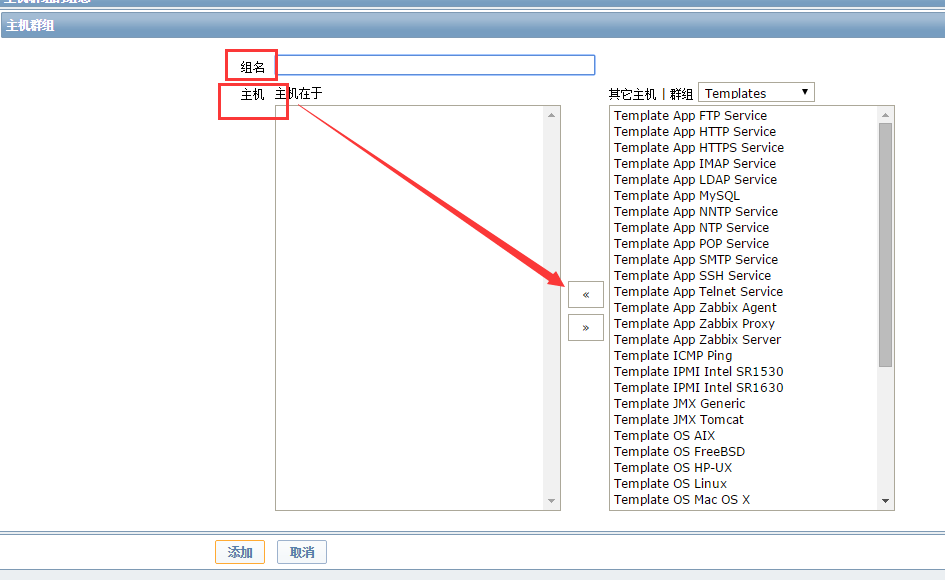 主机群组
组名
主机 主机在于
其它主机 | 群组 Templates
Template App FTP Service
Template App HTTP Service
Template App HTTPS Service
Template App IMAP Service
Template App LDAP Service
Template App MySQL
Template App NNTP Service
Template App NTP Service
Template App POP Service
Template App SMTP Service
Template App SSH Service
Template App Telnet Service
Template App Zabbix Agent
Template App Zabbix Proxy
Template App Zabbix Server
Template ICMP Ping
Template IPMI Intel SR1530
Template IPMI Intel SR1630
Template JMX Generic
Template JMX Tomcat
Template OS AIX
Template OS FreeBSD
Template OS HP-UX
Template OS Linux
Template OS Mac OS X
«
»
添加 取消